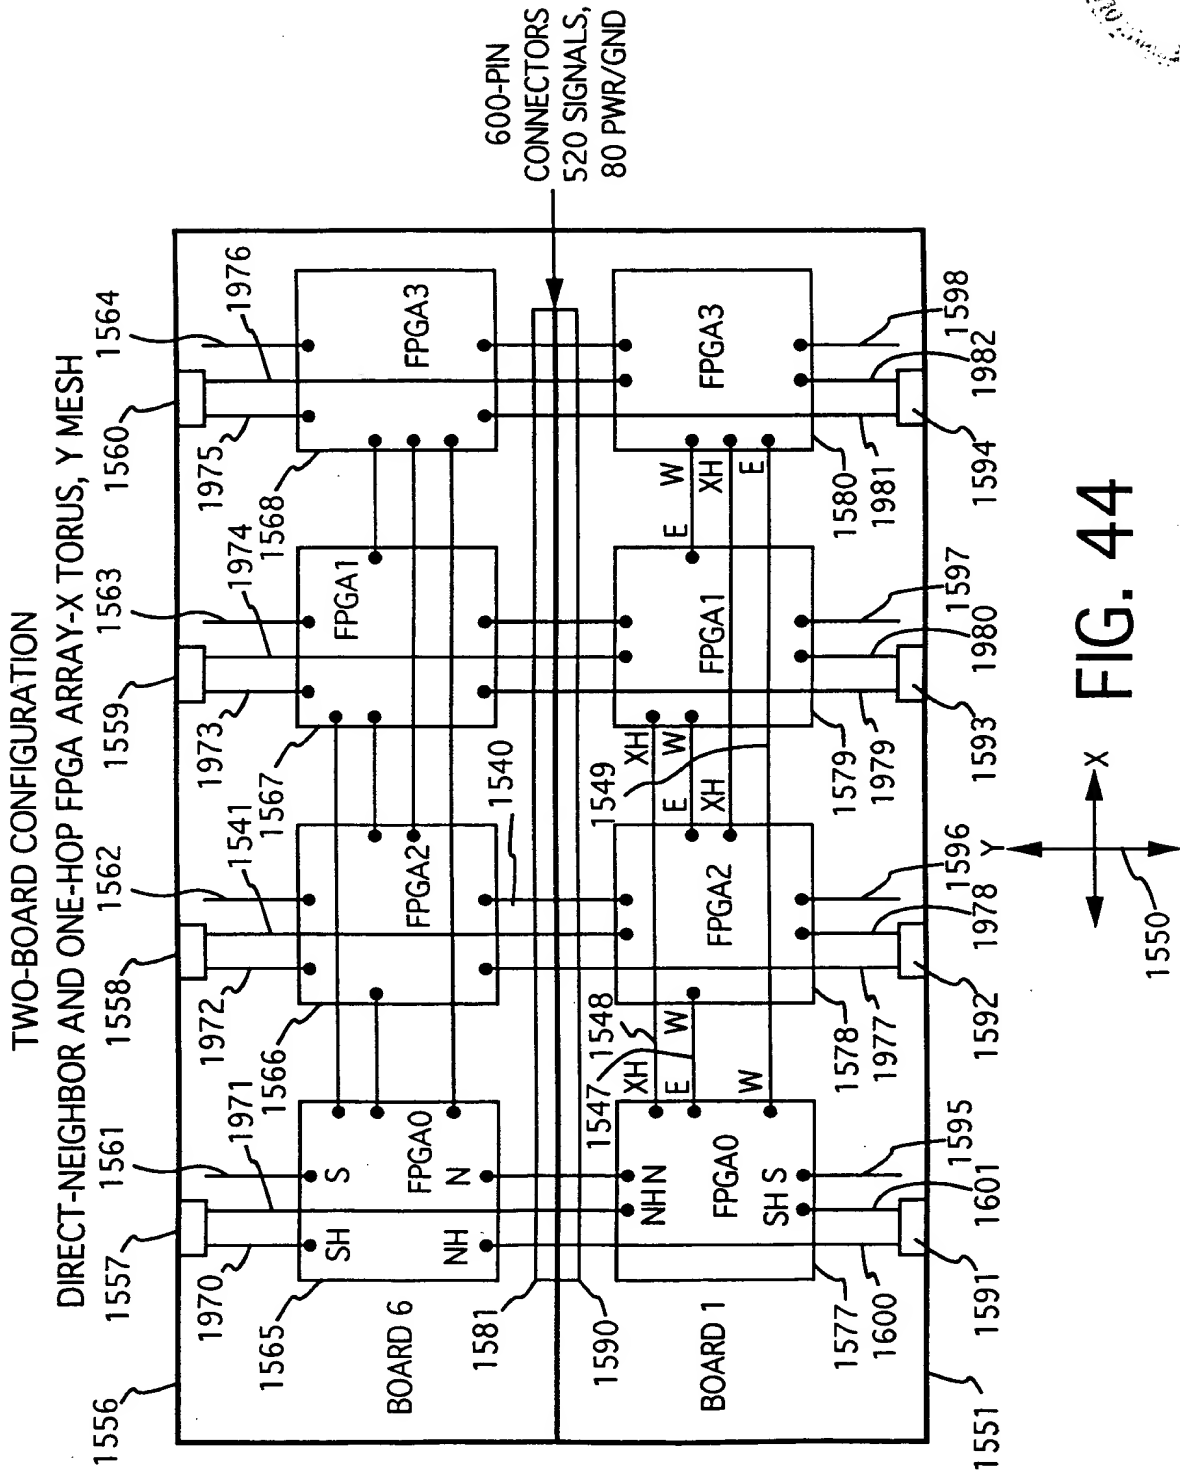 TWO-BOARD CONFIGURATION
DIRECT-NEIGHBOR AND ONE-HOP FPGA ARRAY-X TORUS, Y MESH
1556
1557
1561
1558
1562
1559
1563
1560
1564
1970
1971
1972
1541
1973
1974
1975
1976
1565
1566
1567
1568
SH
S
FPGA0
NH
N
FPGA2
FPGA1
FPGA3
BOARD 6
1581
1540
600-PIN
CONNECTORS
520 SIGNALS,
80 PWR/GND
1590
1547
1548
1549
BOARD 1
NH
N
FPGA0
SH
S
XH
E
W
W
FPGA2
E
XH
XH
W
FPGA1
E
W
XH
E
FPGA3
1577
1600
1578
1977
1579
1979
1580
1981
1551
1591
1601
1595
1592
1978
1596
1593
1980
1597
1594
1982
1598
Y
X
1550
FIG. 44